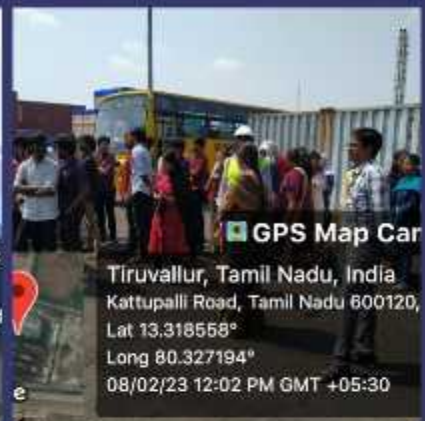 GPS Map Car
Tiruvallur, Tamil Nadu, India
Kattupalli Road, Tamil Nadu 600120,
Lat 13.318558°
Long 80.327194°
08/02/23 12:02 PM GMT +05:30
e